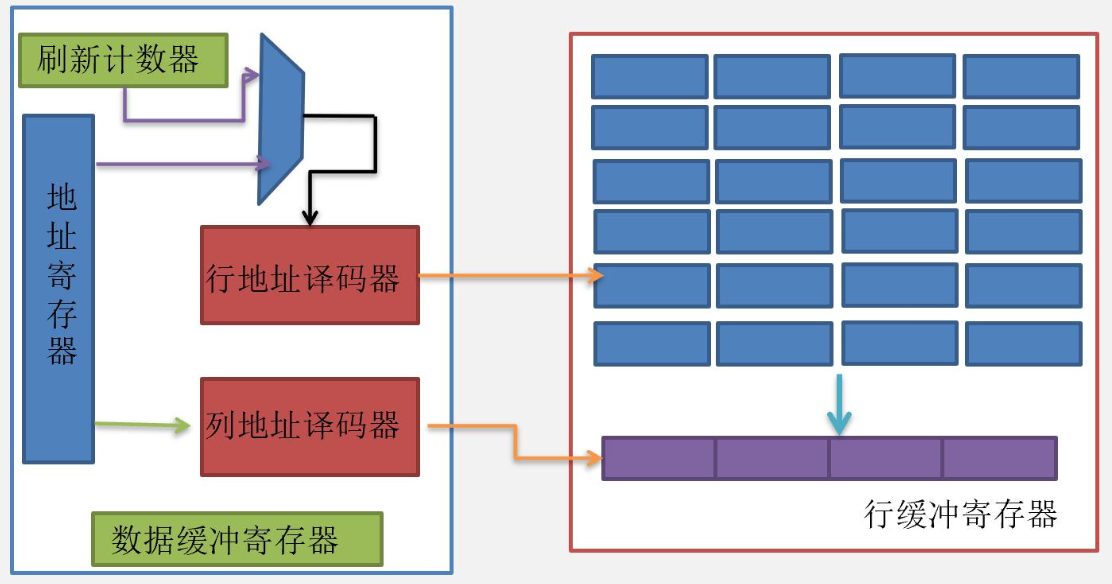 刷新计数器
地址寄存器
行地址译码器
列地址译码器
数据缓冲寄存器
行缓冲寄存器